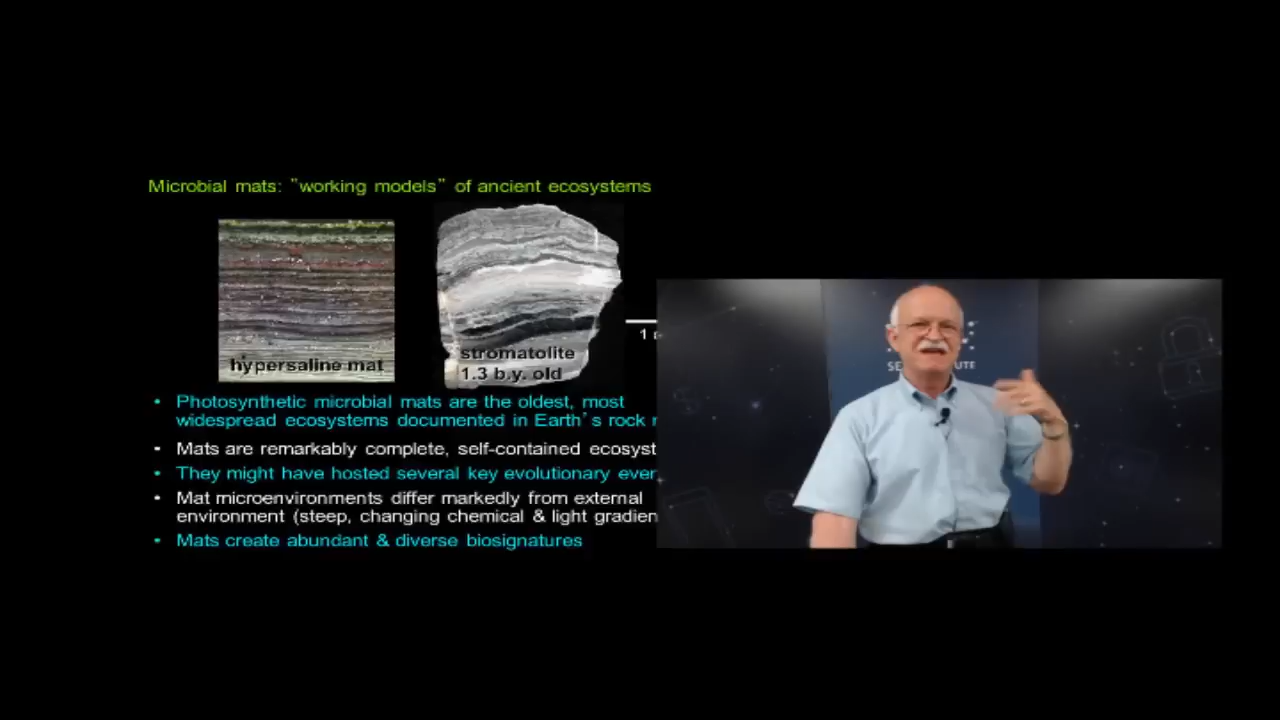 Microbial mats: "working models" of ancient ecosystems
hypersaline mat
stromatolite
1.3 b.y. old
1
• Photosynthetic microbial mats are the oldest, most
widespread ecosystems documented in Earth's rock r
• Mats are remarkably complete, self-contained ecosyst
• They might have hosted several key evolutionary even
• Mat microenvironments differ markedly from external
environment (steep, changing chemical & light gradien
• Mats create abundant & diverse biosignatures